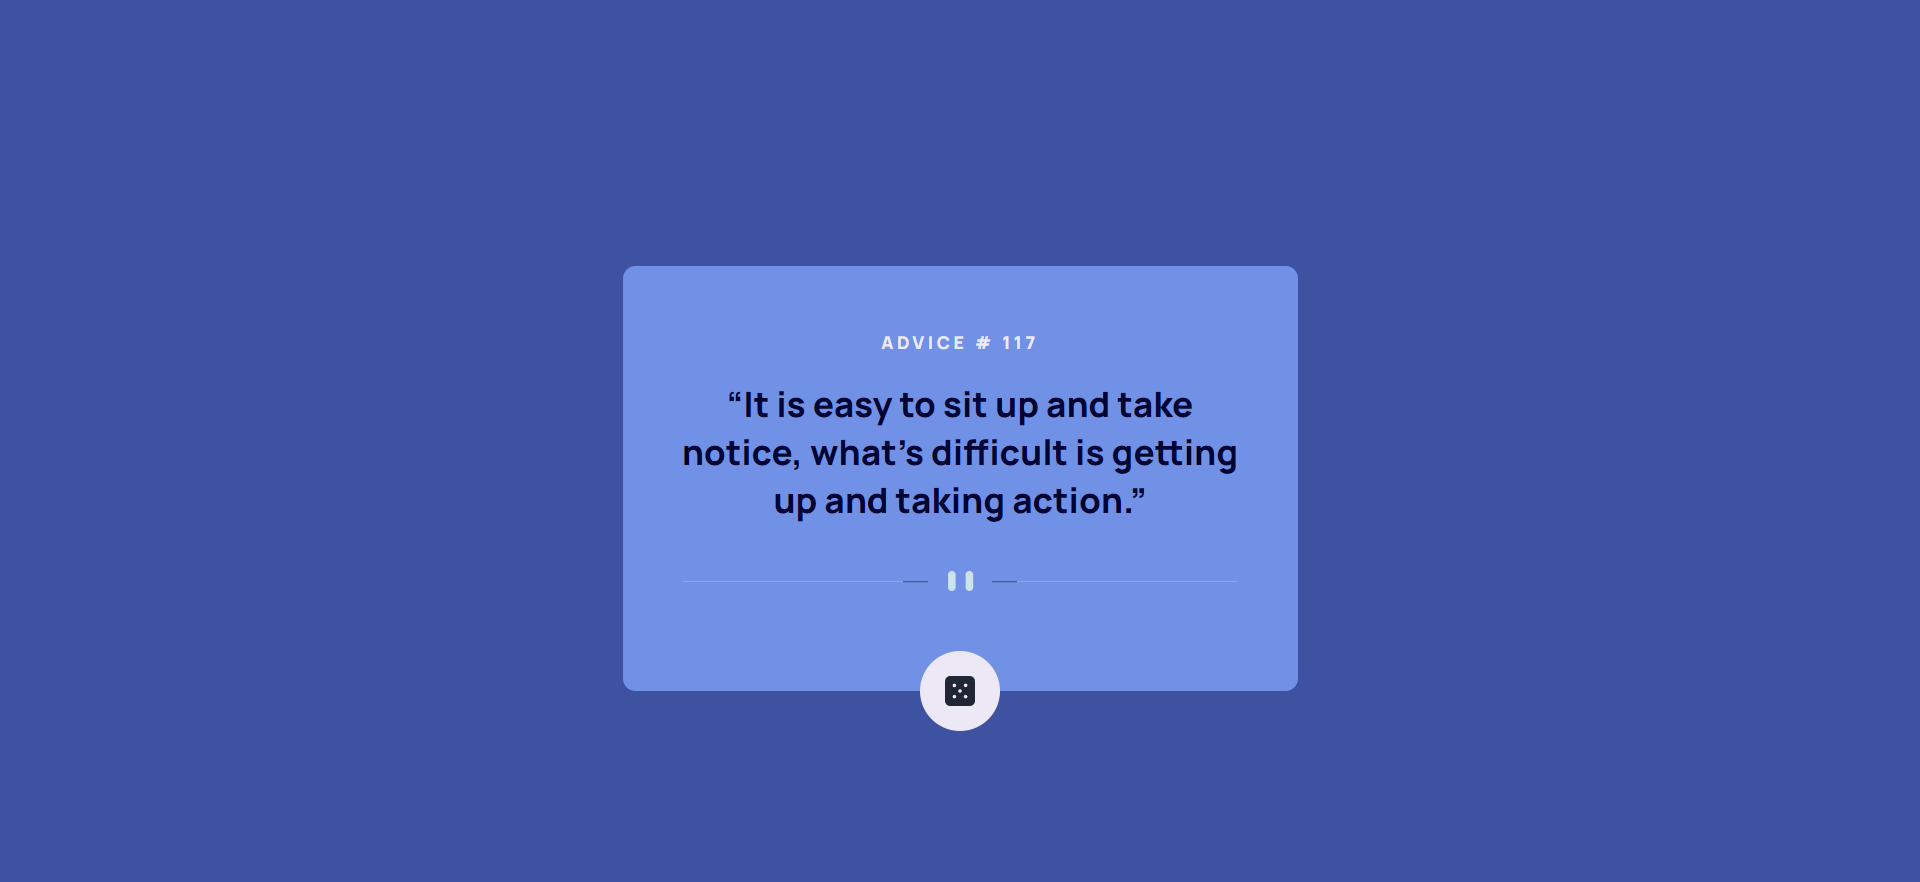 ADVICE # 117
“It is easy to sit up and take
notice, what’s difficult is getting
up and taking action.”